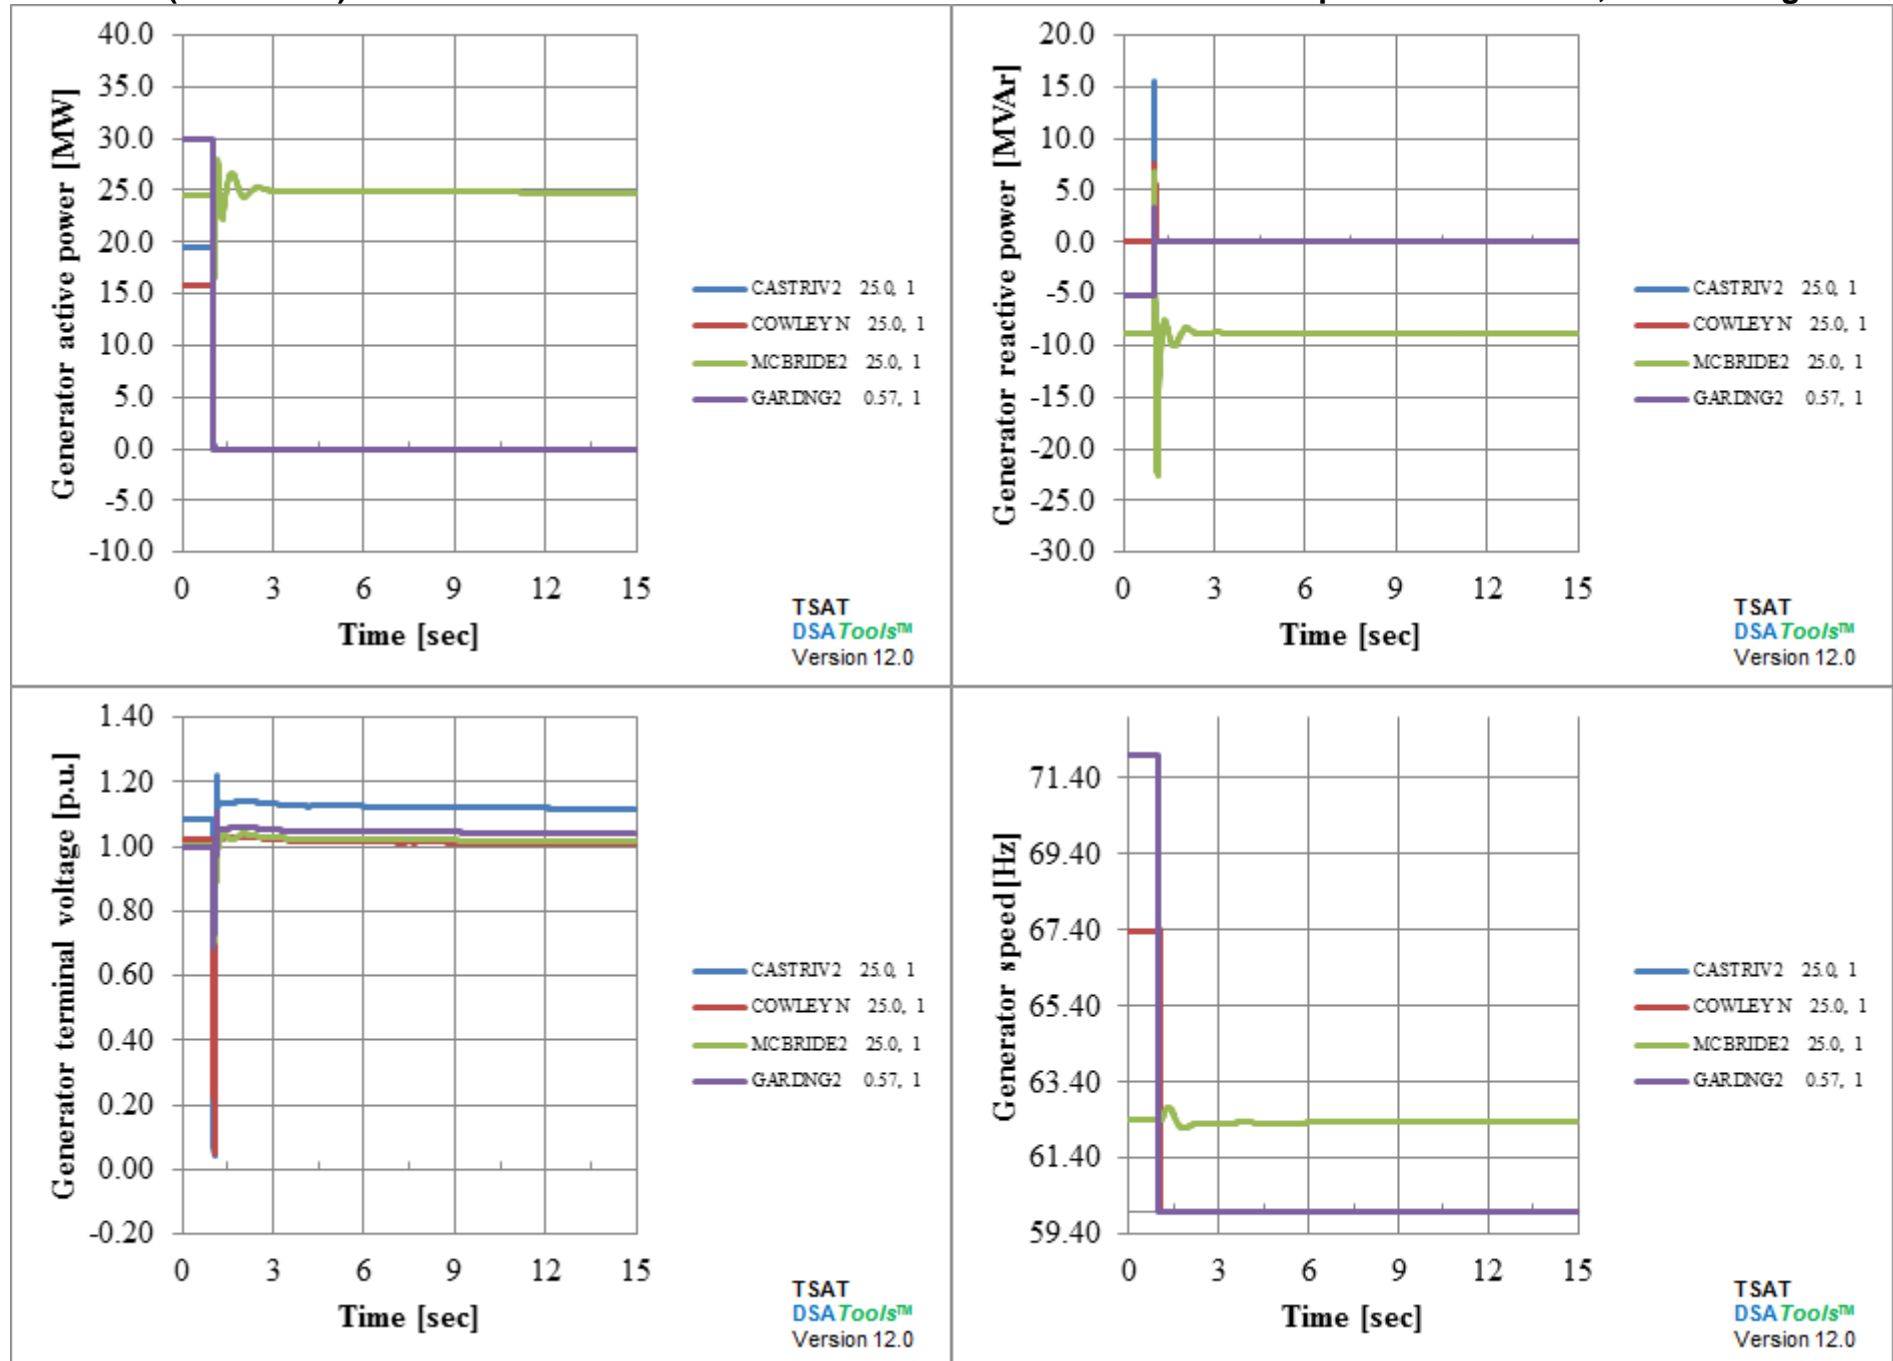 40.0
35.0
30.0
25.0
20.0
15.0
10.0
5.0
0.0
-5.0
-10.0
Generator active power [MW]
0 3 6 9 12 15
Time [sec]
CASTRIV2 25.0, 1
COWLEY N 25.0, 1
MCBRIDE2 25.0, 1
GARDNG2 0.57, 1
TSAT
DSATools™
Version 12.0
20.0
15.0
10.0
5.0
0.0
-5.0
-10.0
-15.0
-20.0
-25.0
-30.0
Generator reactive power [MVAr]
0 3 6 9 12 15
Time [sec]
CASTRIV2 25.0, 1
COWLEY N 25.0, 1
MCBRIDE2 25.0, 1
GARDNG2 0.57, 1
TSAT
DSATools™
Version 12.0
1.40
1.20
1.00
0.80
0.60
0.40
0.20
0.00
-0.20
Generator terminal voltage [p.u.]
0 3 6 9 12 15
Time [sec]
CASTRIV2 25.0, 1
COWLEY N 25.0, 1
MCBRIDE2 25.0, 1
GARDNG2 0.57, 1
TSAT
DSATools™
Version 12.0
71.40
69.40
67.40
65.40
63.40
61.40
59.40
Generator speed[Hz]
0 3 6 9 12 15
Time [sec]
CASTRIV2 25.0, 1
COWLEY N 25.0, 1
MCBRIDE2 25.0, 1
GARDNG2 0.57, 1
TSAT
DSATools™
Version 12.0